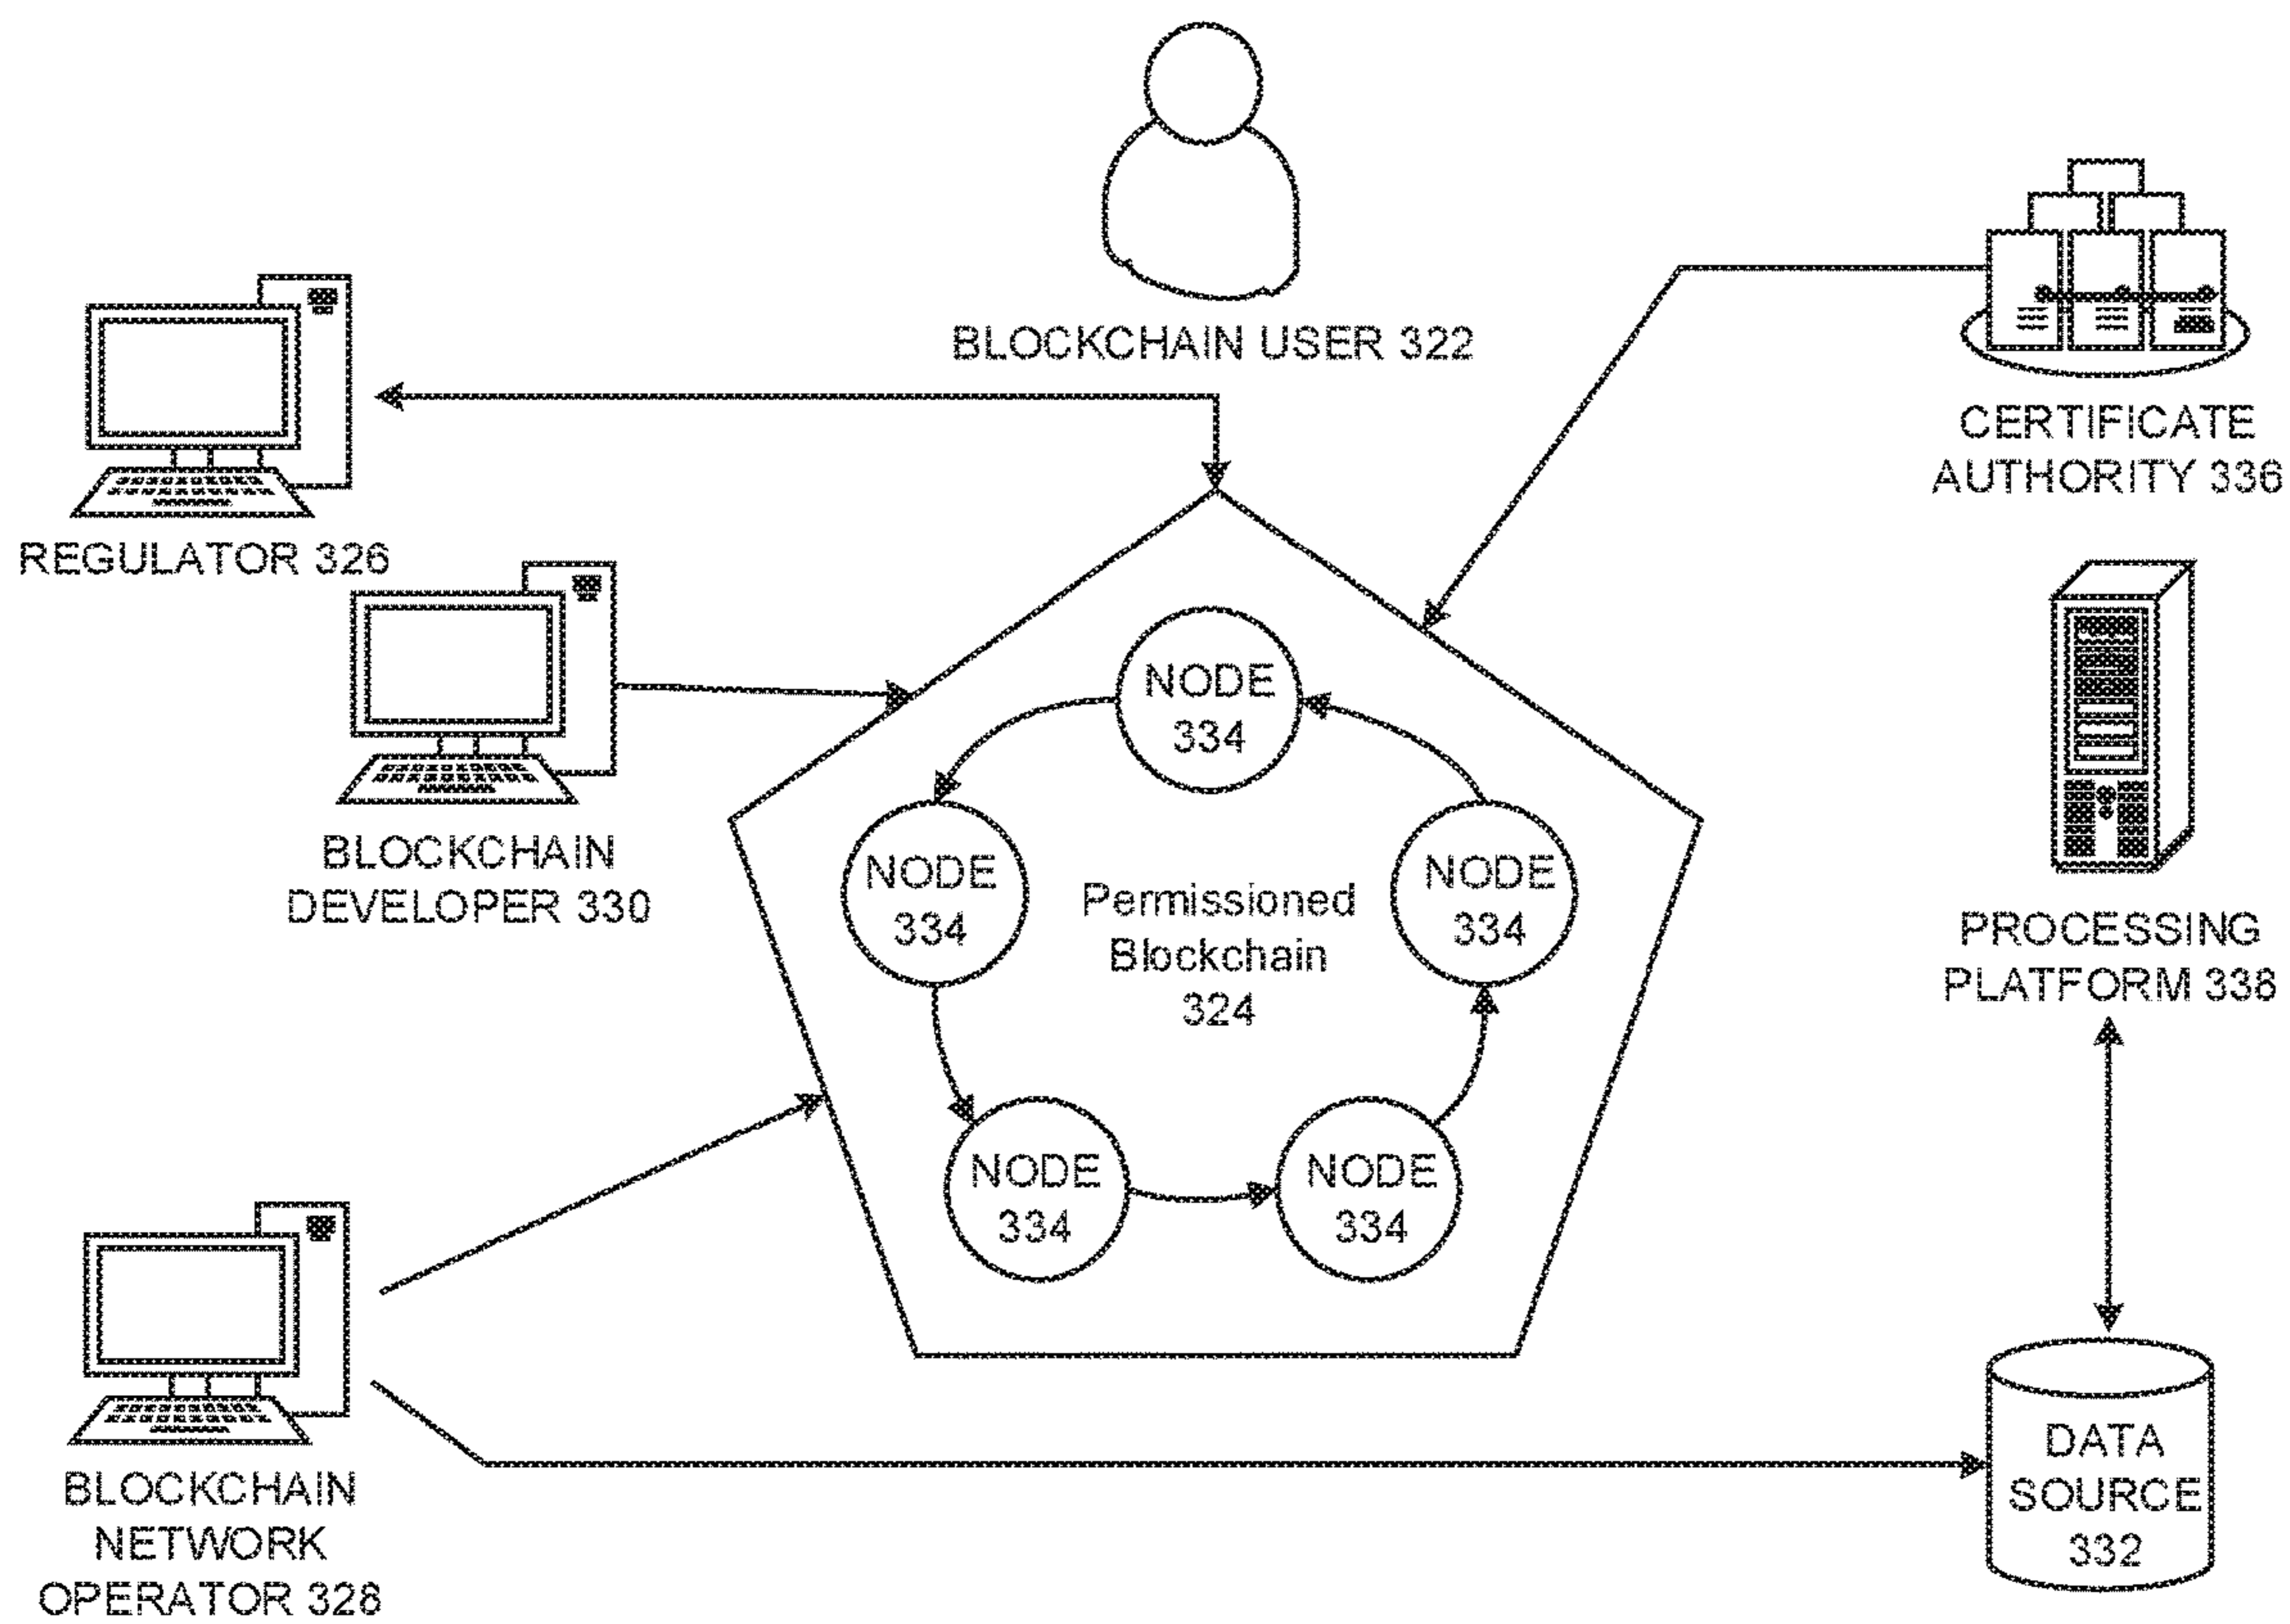 BLOCKCHAIN USER 322
CERTIFICATE
AUTHORITY 336
REGULATOR 326
BLOCKCHAIN
DEVELOPER 330
NODE
334
NODE
334
Permissioned
Blockchain
324
NODE
334
PROCESSING
PLATFORM 338
NODE
334
NODE
334
BLOCKCHAIN
NETWORK
OPERATOR 328
DATA
SOURCE
332